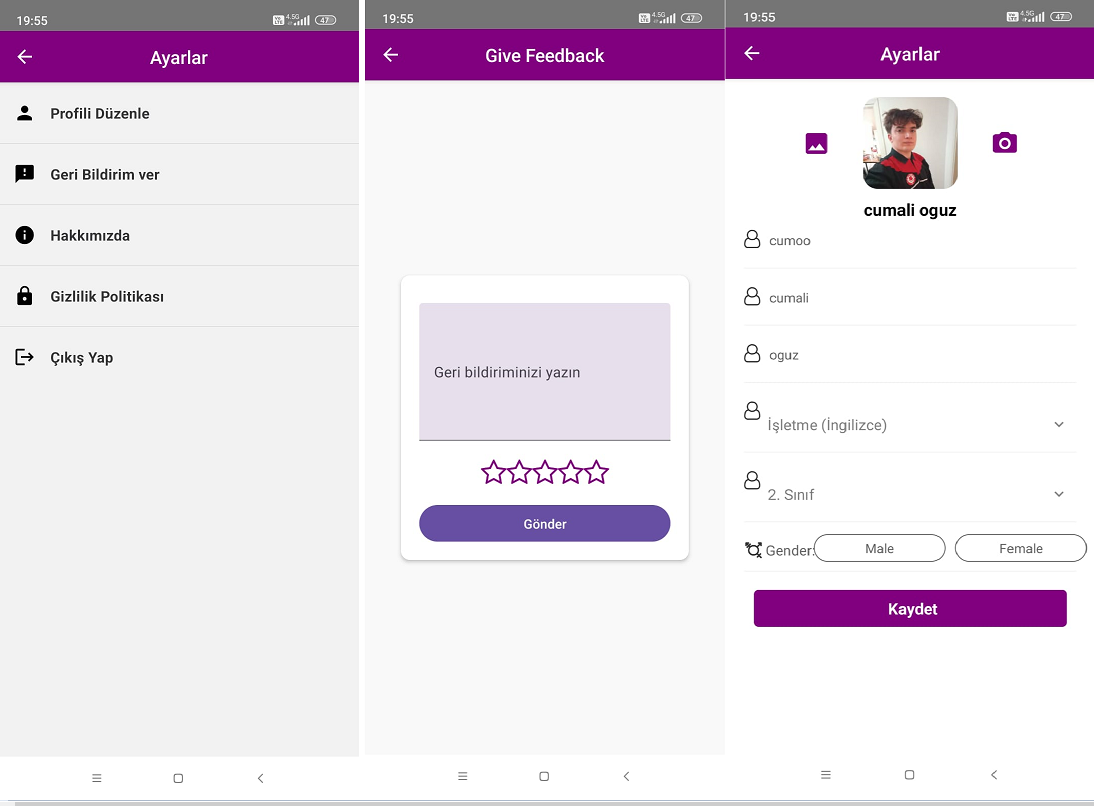 19:55
4.5G
47
Ayarlar
Profili Düzenle
Geri Bildirim ver
Hakkımızda
Gizlilik Politikası
Çıkış Yap
19:55
4.5G
47
Give Feedback
Geri bildiriminizi yazın
Gönder
19:55
4.5G
47
Ayarlar
cumali oguz
cumoo
cumali
oguz
İşletme (İngilizce)
2. Sınıf
Gender: Male Female
Kaydet